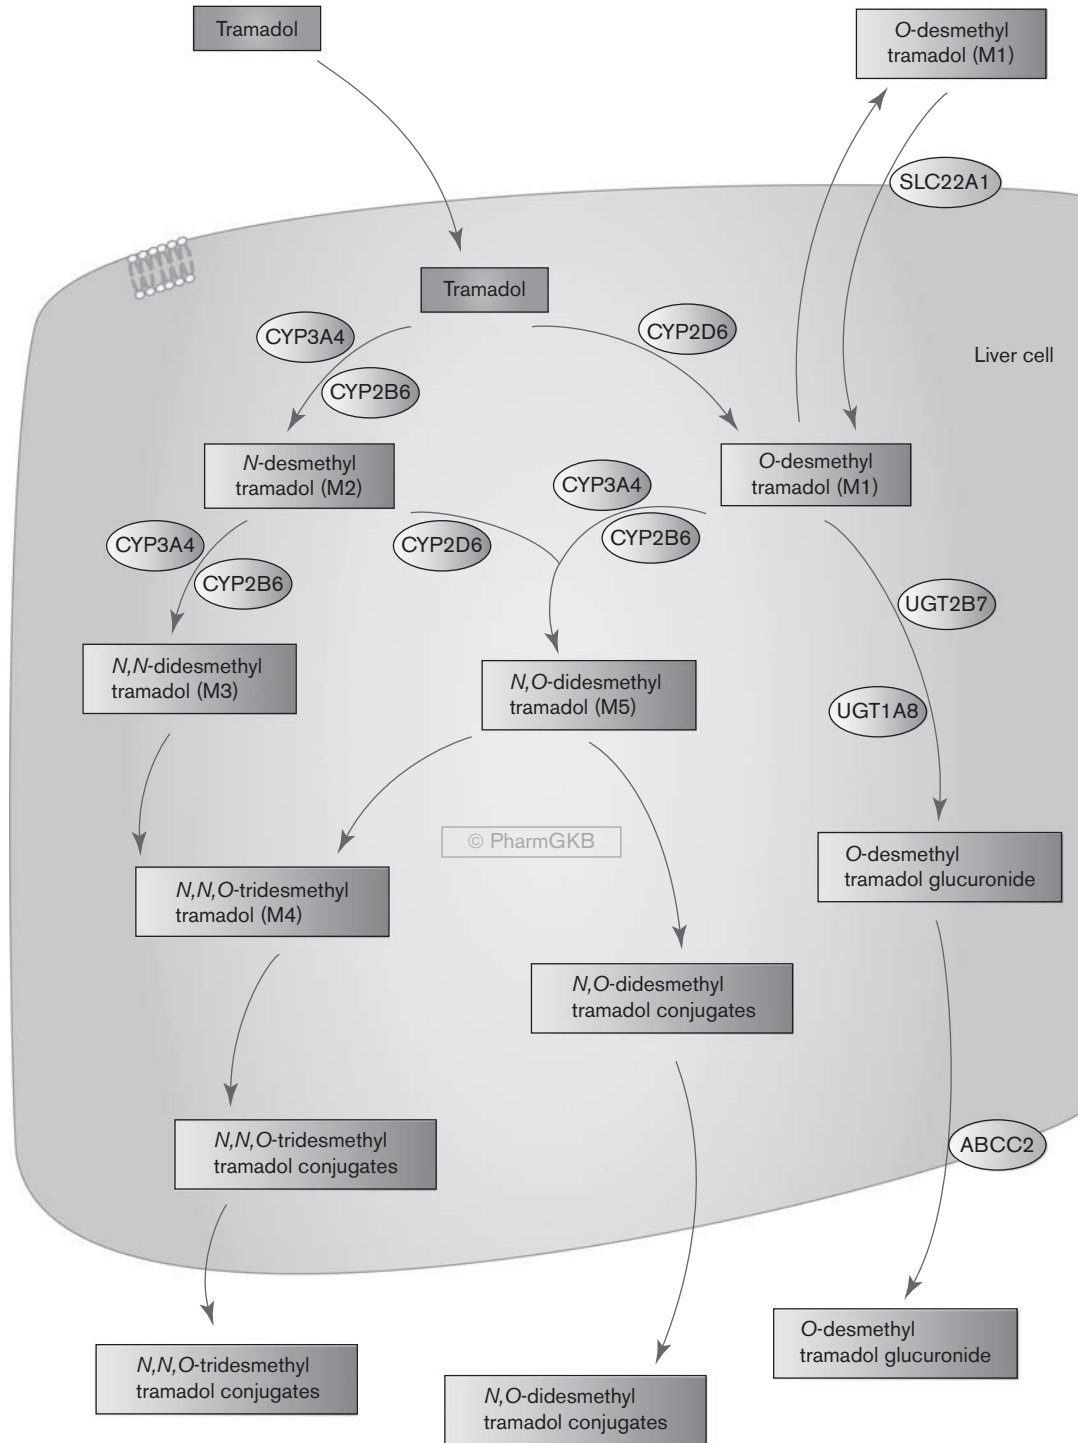 Tramadol
O-desmethyl
tramadol (M1)
SLC22A1
Tramadol
CYP3A4
CYP2D6
Liver cell
CYP2B6
N-desmethyl
tramadol (M2)
O-desmethyl
tramadol (M1)
CYP3A4
CYP3A4
CYP2D6
CYP2B6
CYP2B6
UGT2B7
N,N-didesmethyl
tramadol (M3)
N,O-didesmethyl
tramadol (M5)
UGT1A8
© PharmGKB
O-desmethyl
tramadol glucuronide
N,N,O-tridesmethyl
tramadol (M4)
N,O-didesmethyl
tramadol conjugates
N,N,O-tridesmethyl
tramadol conjugates
ABCC2
O-desmethyl
tramadol glucuronide
N,N,O-tridesmethyl
tramadol conjugates
N,O-didesmethyl
tramadol conjugates